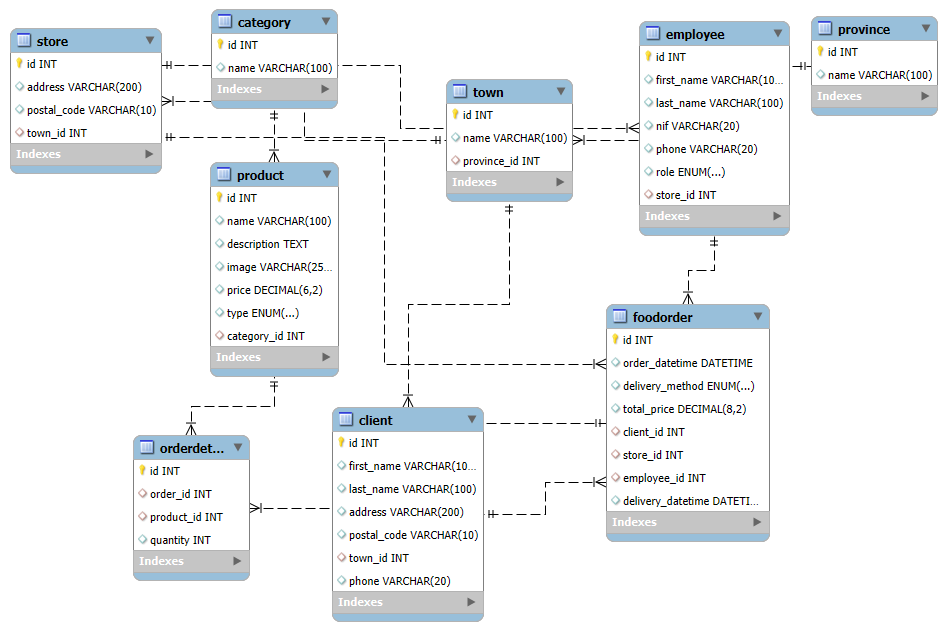 store
id INT
address VARCHAR(200)
postal_code VARCHAR(10)
town_id INT
Indexes
category
id INT
name VARCHAR(100)
Indexes
product
id INT
name VARCHAR(100)
description TEXT
image VARCHAR(25...
price DECIMAL(6,2)
type ENUM(...)
category_id INT
Indexes
orderdet...
id INT
order_id INT
product_id INT
quantity INT
Indexes
town
id INT
name VARCHAR(100)
province_id INT
Indexes
client
id INT
first_name VARCHAR(10...
last_name VARCHAR(100)
address VARCHAR(200)
postal_code VARCHAR(10)
town_id INT
phone VARCHAR(20)
Indexes
employee
id INT
first_name VARCHAR(10...
last_name VARCHAR(100)
nif VARCHAR(20)
phone VARCHAR(20)
role ENUM(...)
store_id INT
Indexes
province
id INT
name VARCHAR(100)
Indexes
foodorder
id INT
order_datetime DATETIME
delivery_method ENUM(...)
total_price DECIMAL(8,2)
client_id INT
store_id INT
employee_id INT
delivery_datetime DATETI...
Indexes